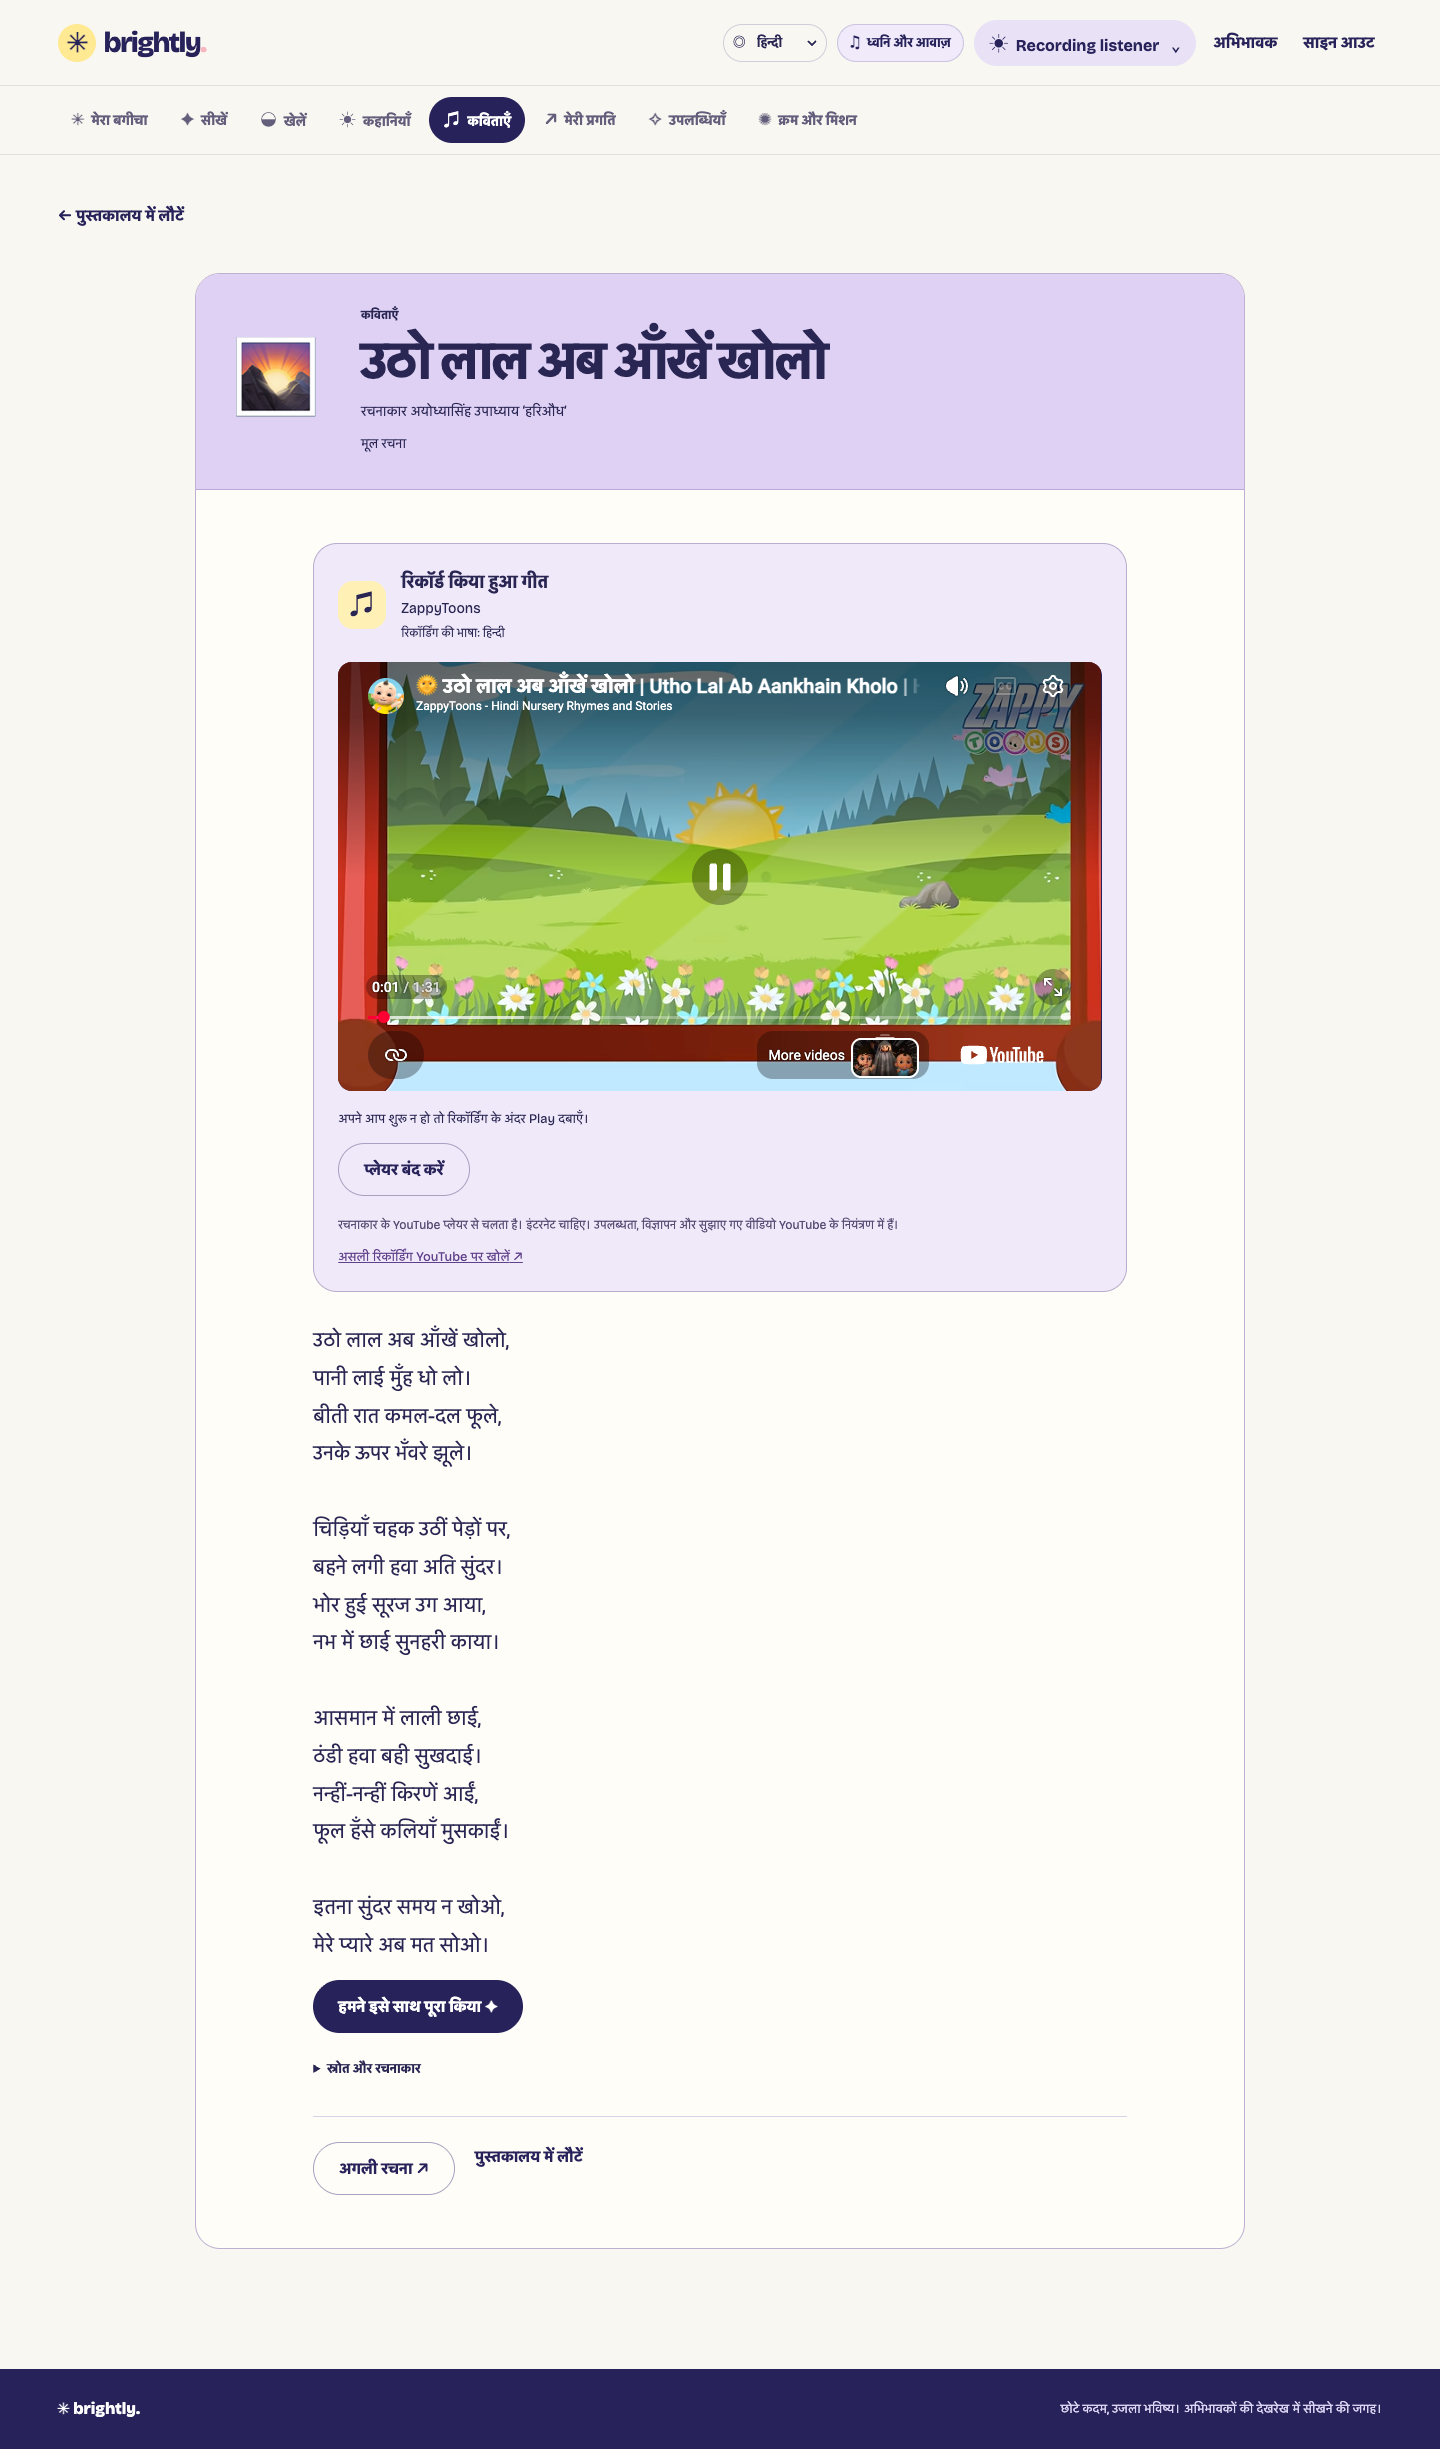 brightly.
हिन्दी
ध्वनि और आवाज़
Recording listener
अभिभावक
साइन आउट
मेरा बगीचा
सीखें
खेलें
कहानियाँ
कविताएँ
मेरी प्रगति
उपलब्धियाँ
क्रम और मिशन
← पुस्तकालय में लौटें
कविताएँ
उठो लाल अब आँखें खोलो
रचनाकार अयोध्यासिंह उपाध्याय 'हरिऔध'
मूल रचना
रिकॉर्ड किया हुआ गीत
ZappyToons
रिकॉर्डिंग की भाषा: हिन्दी
🌞 उठो लाल अब आँखें खोलो | Utho Lal Ab Aankhain Kholo |
ZappyToons - Hindi Nursery Rhymes and Stories
ZAPPY
TOONS
0:01 / 1:31
More videos
YouTube
अपने आप शुरू न हो तो रिकॉर्डिंग के अंदर Play दबाएँ।
प्लेयर बंद करें
रचनाकार के YouTube प्लेयर से चलता है। इंटरनेट चाहिए। उपलब्धता, विज्ञापन और सुझाए गए वीडियो YouTube के नियंत्रण में हैं।
असली रिकॉर्डिंग YouTube पर खोलें ↗
उठो लाल अब आँखें खोलो,
पानी लाई मुँह धो लो।
बीती रात कमल-दल फूले,
उनके ऊपर भँवरे झूले।
चिड़ियाँ चहक उठीं पेड़ों पर,
बहने लगी हवा अति सुंदर।
भोर हुई सूरज उग आया,
नभ में छाई सुनहरी काया।
आसमान में लाली छाई,
ठंडी हवा बही सुखदाई।
नन्हीं-नन्हीं किरणें आईं,
फूल हँसे कलियाँ मुसकाईं।
इतना सुंदर समय न खोओ,
मेरे प्यारे अब मत सोओ।
हमने इसे साथ पूरा किया ✦
▶ स्रोत और रचनाकार
अगली रचना ↗
पुस्तकालय में लौटें
brightly.
छोटे कदम, उजला भविष्य। अभिभावकों की देखरेख में सीखने की जगह।